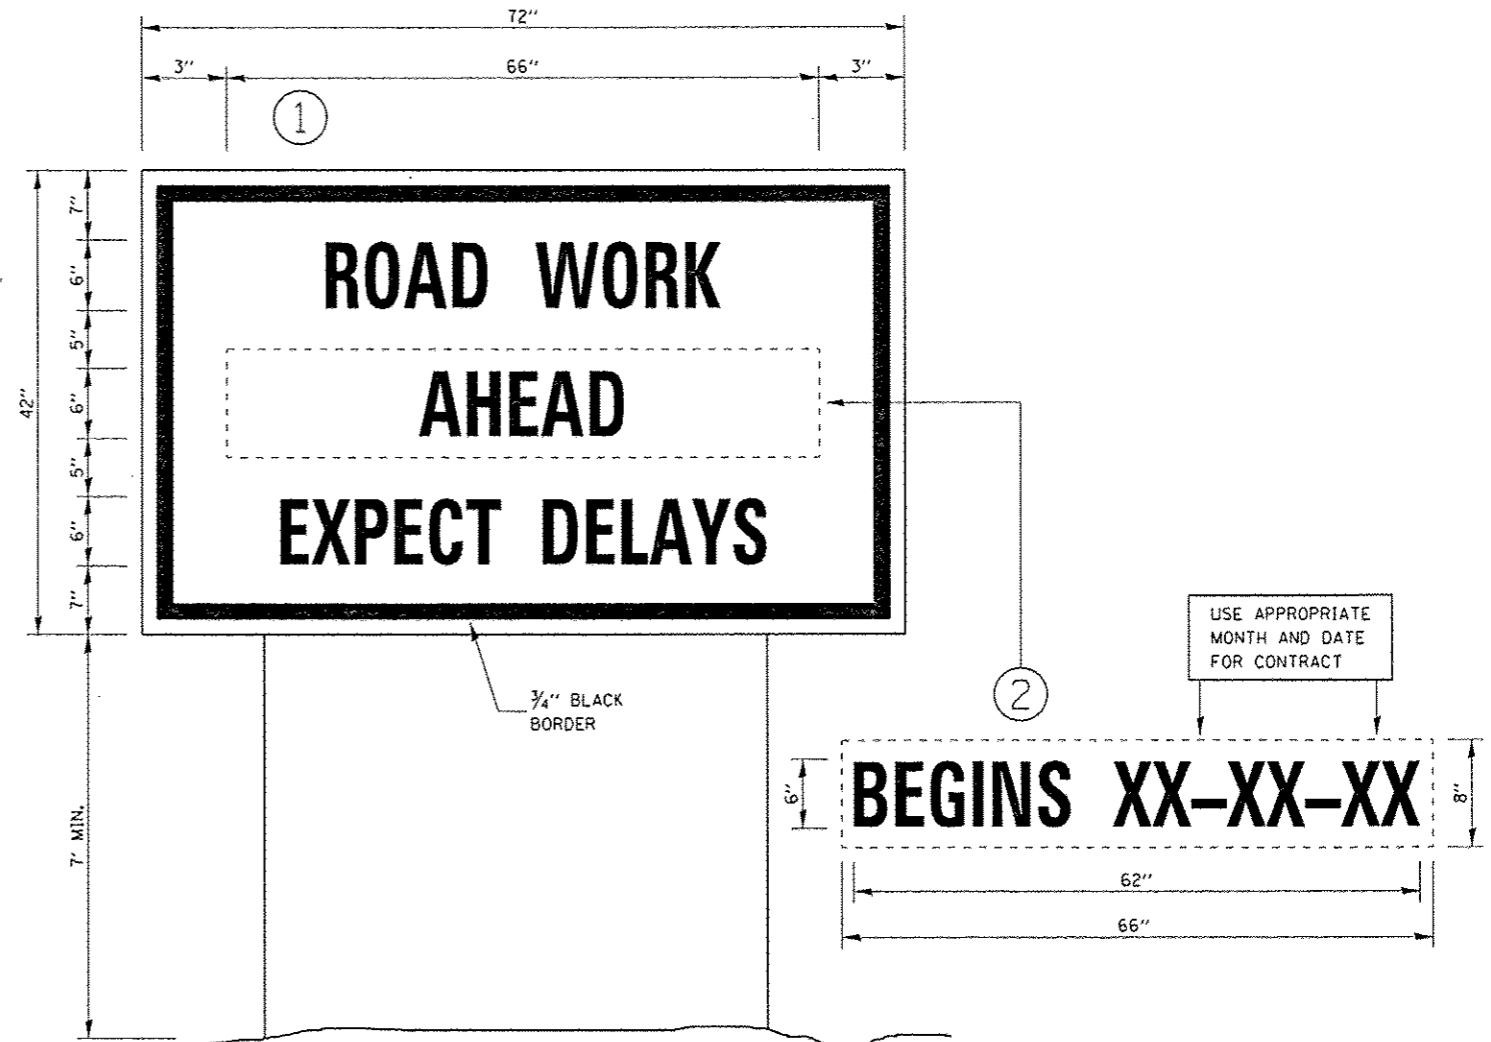 72"
3" 66" 3"
1
7"
6"
5"
6"
5"
6"
7"
42"
ROAD WORK
AHEAD
EXPECT DELAYS
3/4" BLACK
BORDER
7' MIN.
USE APPROPRIATE
MONTH AND DATE
FOR CONTRACT
2
6"
BEGINS XX-XX-XX
8"
62"
66"